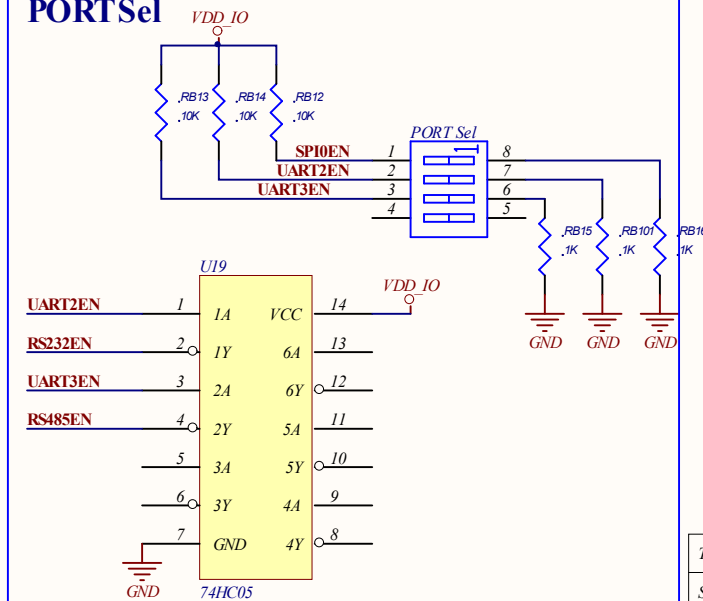 PORTSel
VDD_IO
.RB13
.10K
.RB14
.10K
.RB12
.10K
PORT Sel
SPI0EN 1 8
UART2EN 2 7
UART3EN 3 6
4 5
.RB15
.1K
.RB101
.1K
.RB16
.1K
GND GND GND
U19
VDD_IO
UART2EN 1 1A VCC 14
RS232EN 2 1Y 6A 13
UART3EN 3 2A 6Y 12
RS485EN 4 2Y 5A 11
5 3A 5Y 10
6 3Y 4A 9
7 GND 4Y 8
GND
74HC05